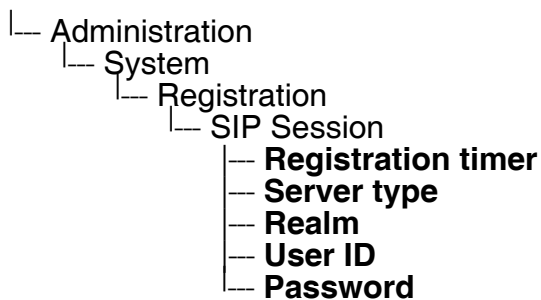 Administration
System
Registration
SIP Session
Registration timer
Server type
Realm
User ID
Password